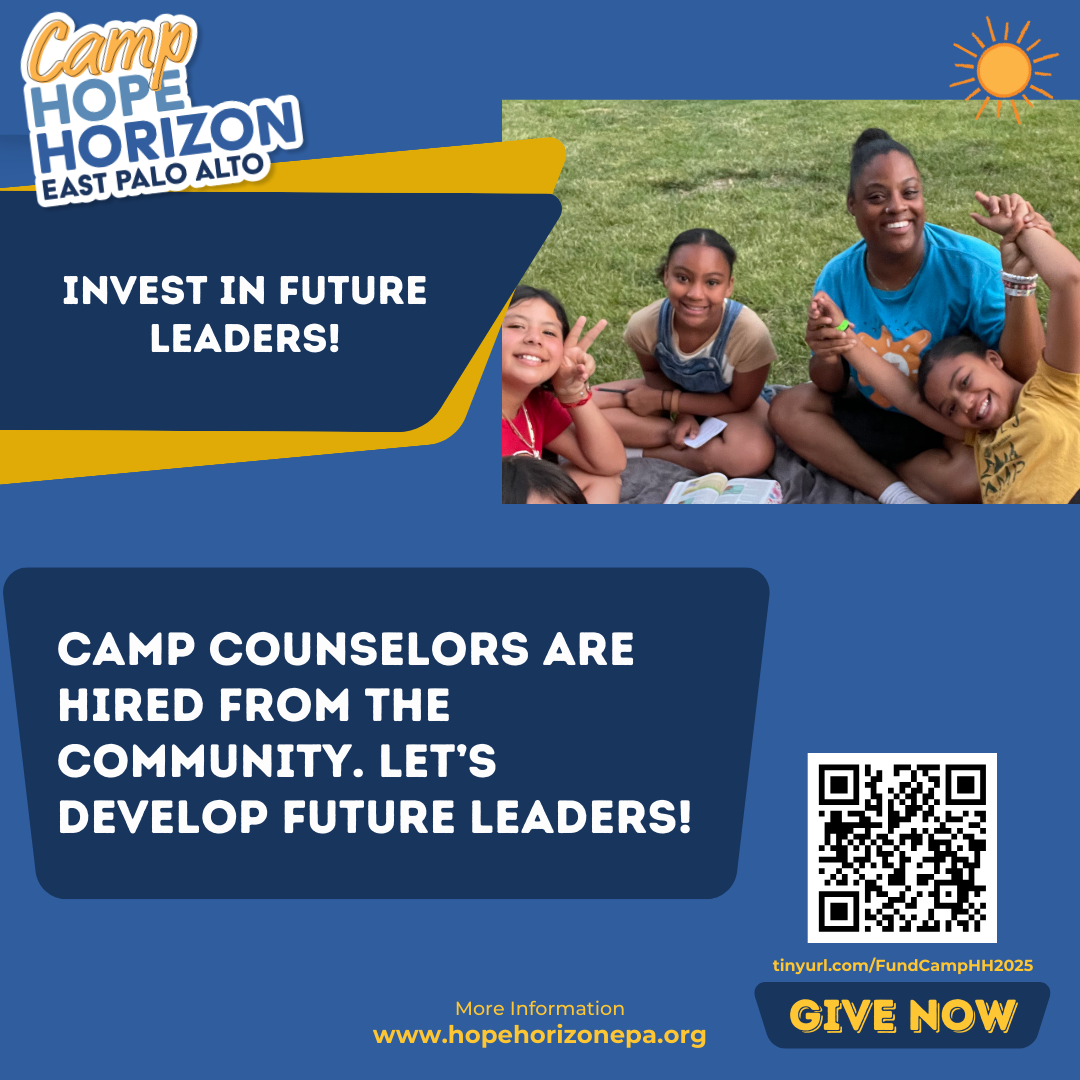 Camp
HOPE
HORIZON
EAST PALO ALTO
INVEST IN FUTURE
LEADERS!
CAMP COUNSELORS ARE
HIRED FROM THE
COMMUNITY. LET'S
DEVELOP FUTURE LEADERS!
tinyurl.com/FundCampHH2025
GIVE NOW
More Information
www.hopehorizonepa.org